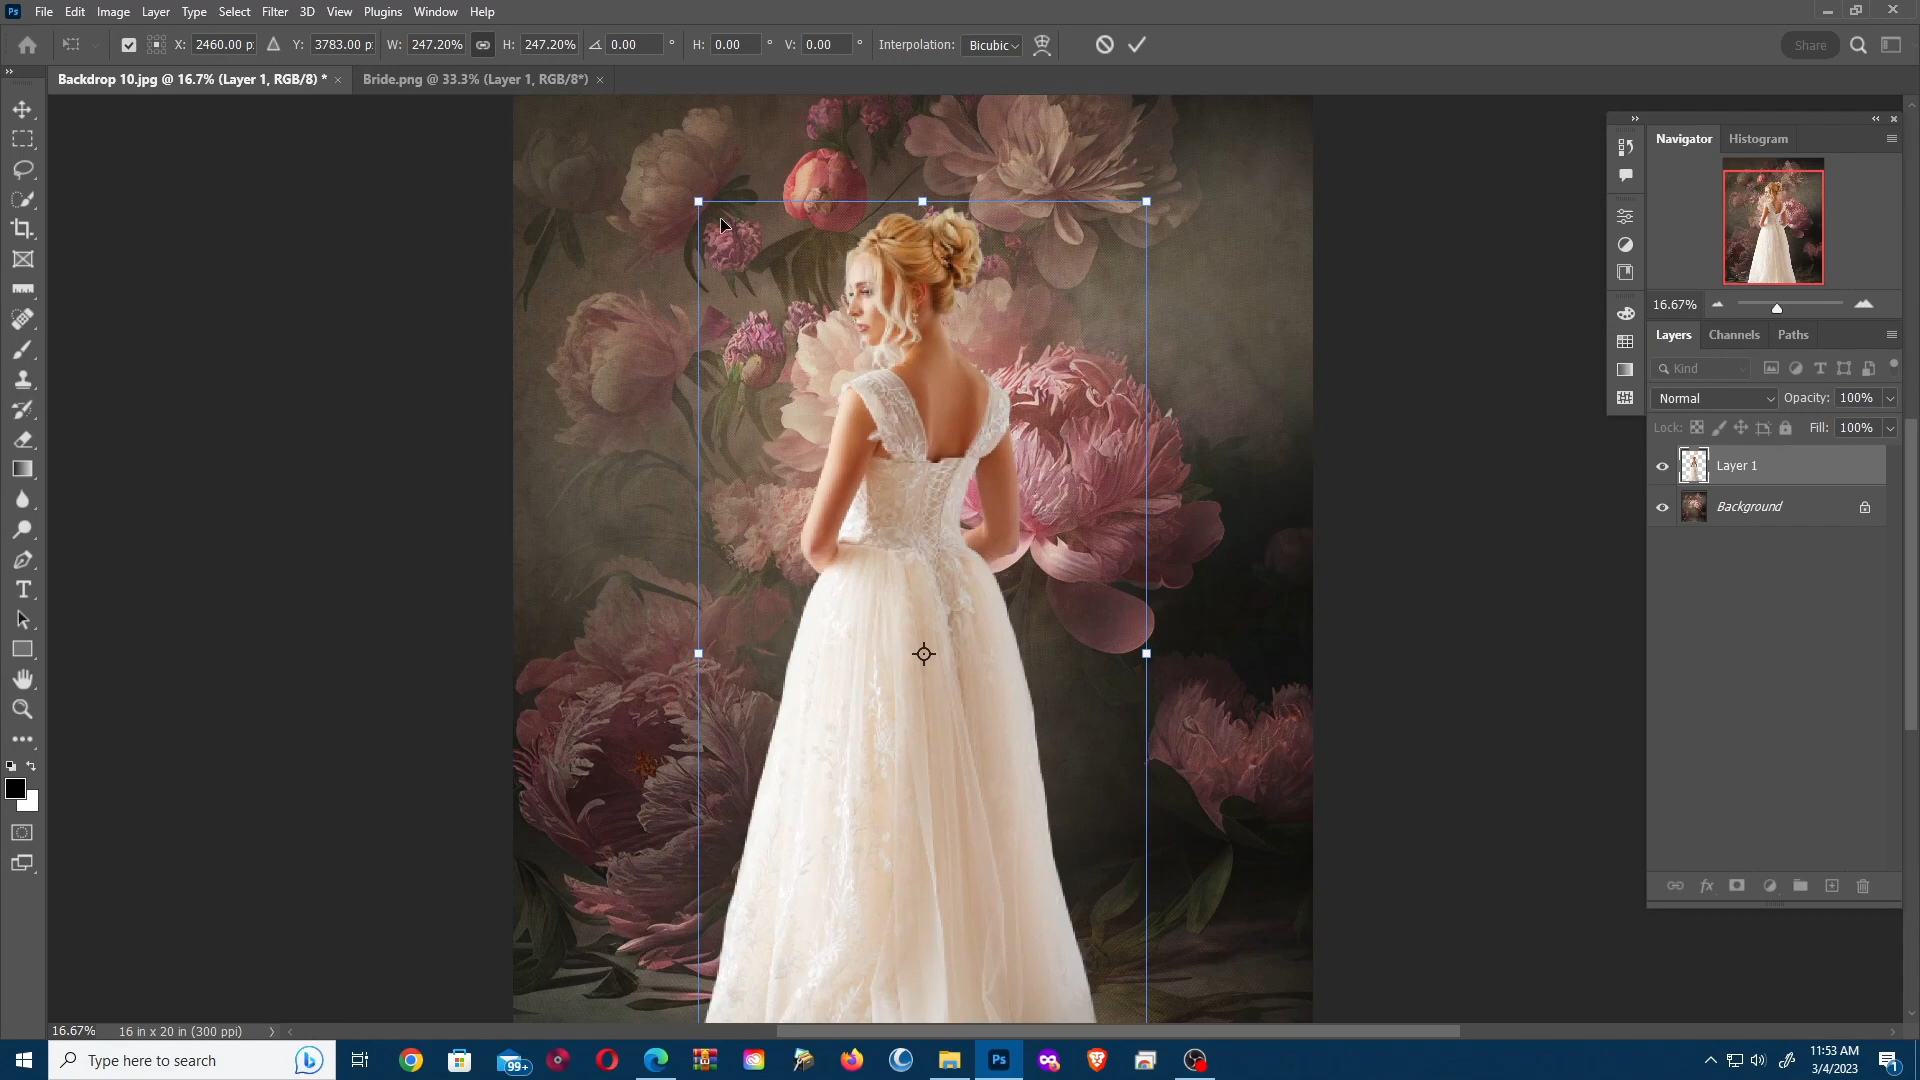 Ps File Edit Image Layer Type Select Filter 3D View Plugins Window Help
X: 2460.00 p: Y: 3783.00 p: W: 247.20% H: 247.20% 0.00 ° H: 0.00 ° V: 0.00 ° Interpolation: Bicubic Share
Backdrop 10.jpg @ 16.7% (Layer 1, RGB/8) * × Bride.png @ 33.3% (Layer 1, RGB/8*) ×
Navigator Histogram
16.67%
Layers Channels Paths
Kind
Normal Opacity: 100%
Lock: Fill: 100%
Layer 1
Background
16.67% 16 in x 20 in (300 ppi)
Type here to search 99+ Ps 11:53 AM
3/4/2023 1